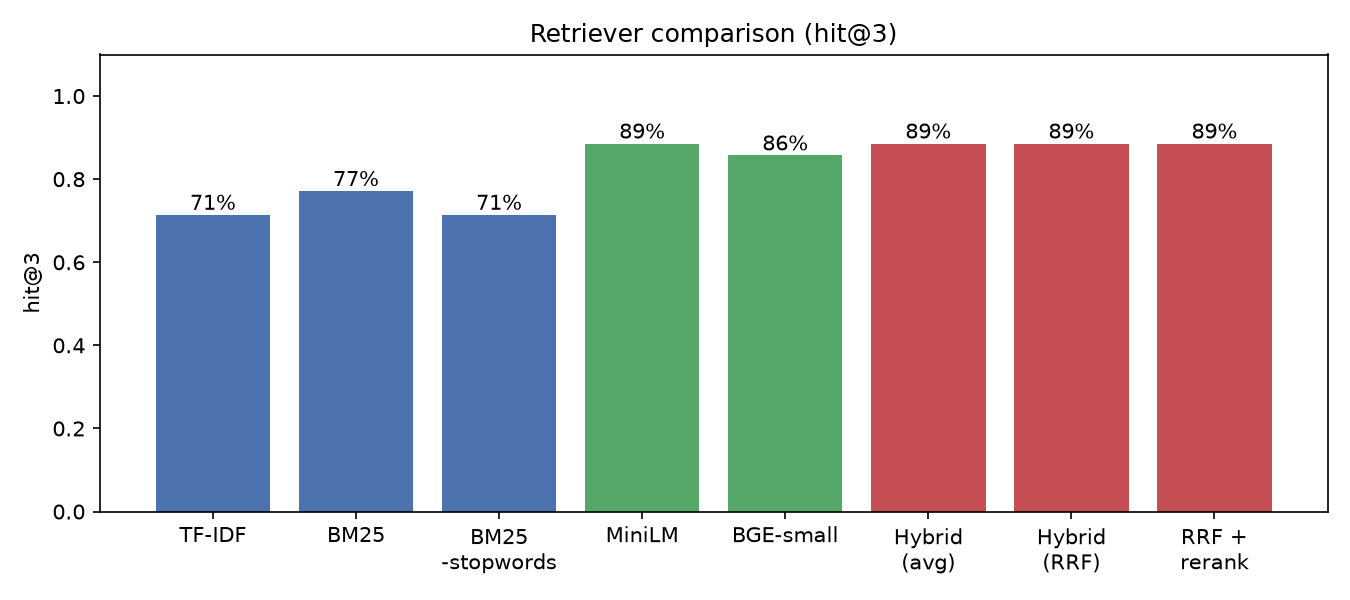 Retriever comparison (hit@3)
hit@3
1.0
0.8
0.6
0.4
0.2
0.0
71%
77%
71%
89%
86%
89%
89%
89%
TF-IDF
BM25
BM25
-stopwords
MiniLM
BGE-small
Hybrid
(avg)
Hybrid
(RRF)
RRF +
rerank